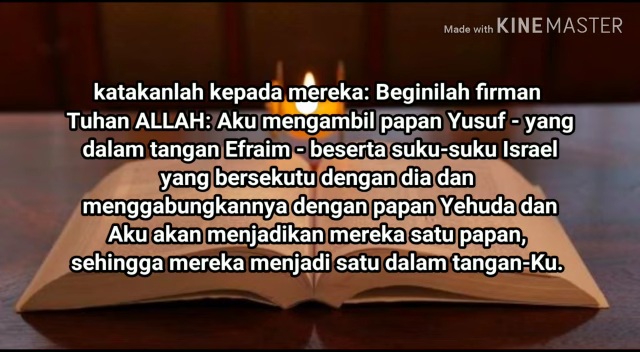 Made with KINEMASTER
katakanlah kepada mereka: Beginilah firman
Tuhan ALLAH: Aku mengambil papan Yusuf - yang
dalam tangan Efraim - beserta suku-suku Israel
yang bersekutu dengan dia dan
menggabungkannya dengan papan Yehuda dan
Aku akan menjadikan mereka satu papan,
sehingga mereka menjadi satu dalam tangan-Ku.